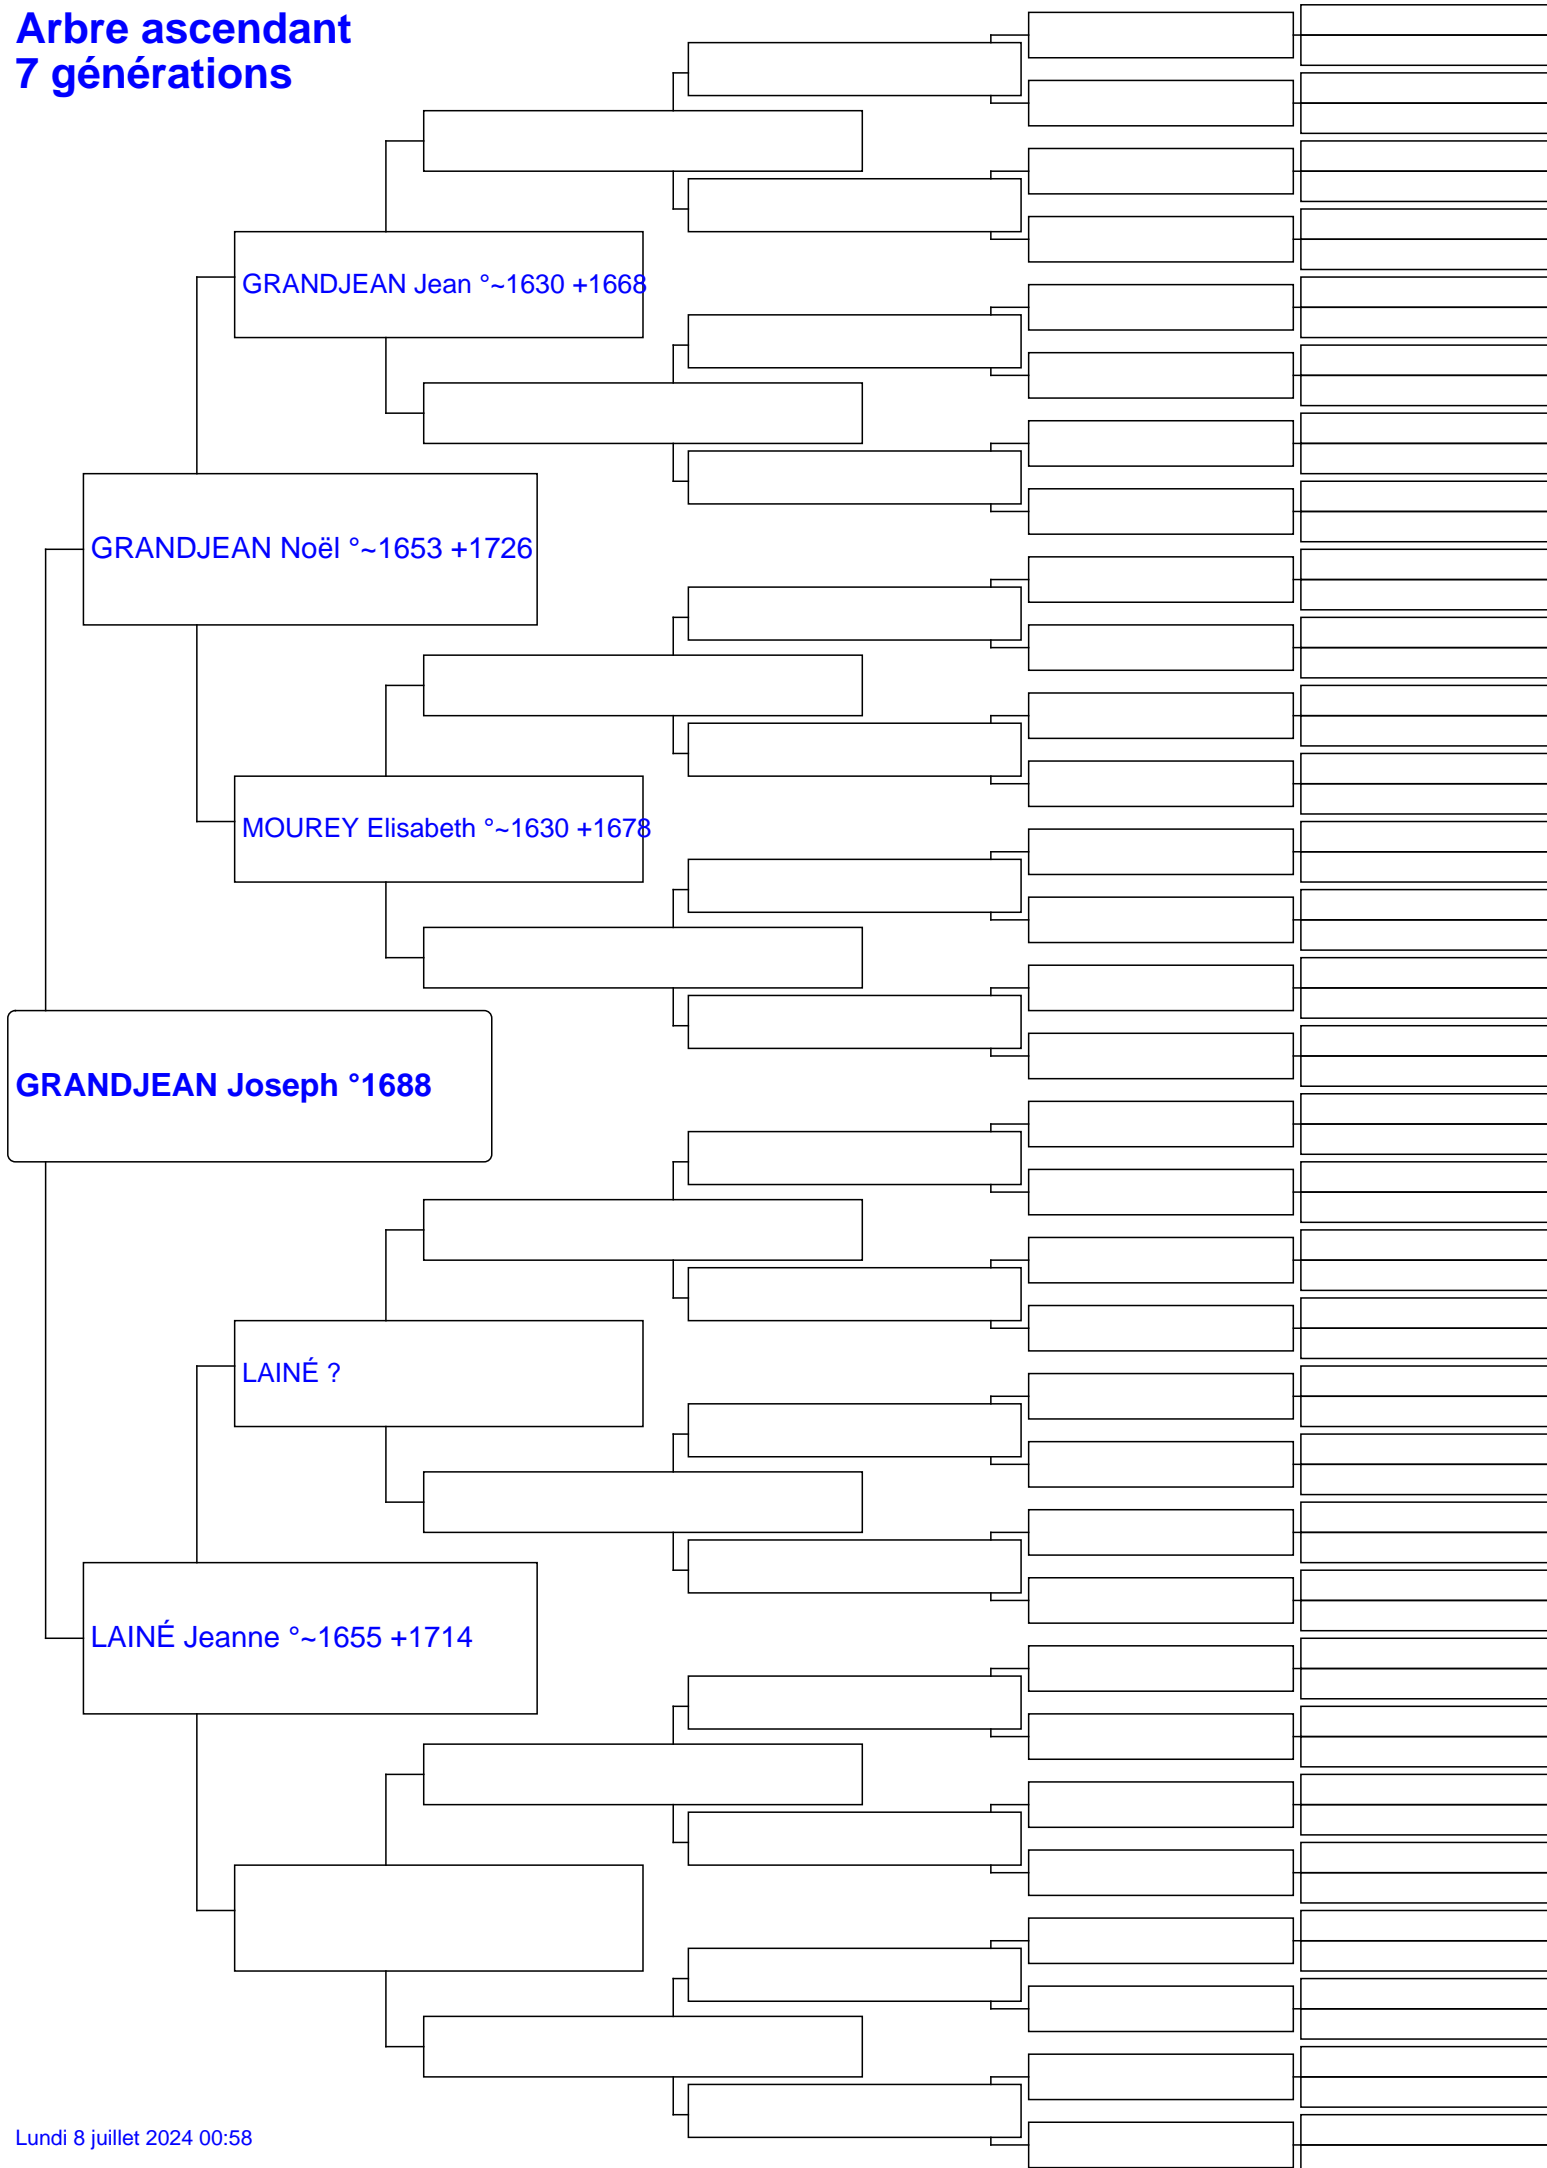 Arbre ascendant
7 générations
GRANDJEAN Jean °~1630 +1668
GRANDJEAN Noël °~1653 +1726
MOUREY Elisabeth °~1630 +1678
GRANDJEAN Joseph °1688
LAINÉ ?
LAINÉ Jeanne °~1655 +1714
Lundi 8 juillet 2024 00:58